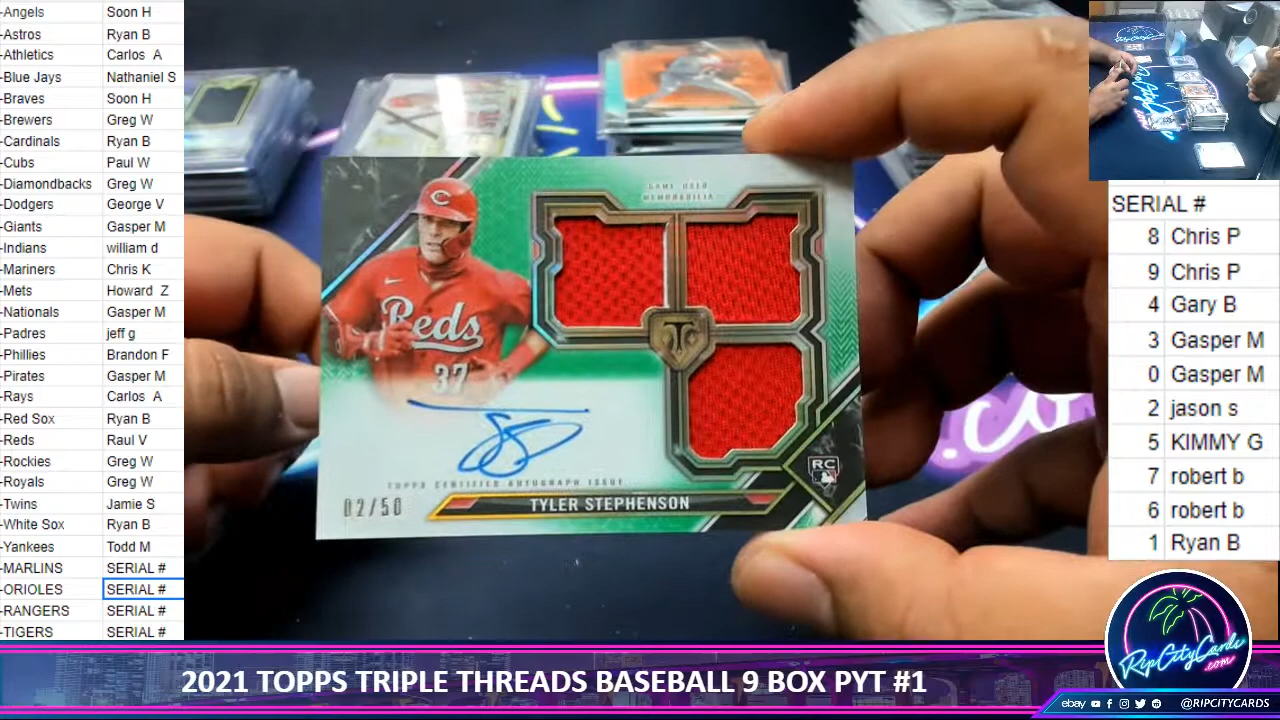 -Angels Soon H
-Astros Ryan B
-Athletics Carlos A
-Blue Jays Nathaniel S
-Braves Soon H
-Brewers Greg W
-Cardinals Ryan B
-Cubs Paul W
-Diamondbacks Greg W
-Dodgers George V
-Giants Gasper M
-Indians william d
-Mariners Chris K
-Mets Howard Z
-Nationals Gasper M
-Padres jeff g
-Phillies Brandon F
-Pirates Gasper M
-Rays Carlos A
-Red Sox Ryan B
-Reds Raul V
-Rockies Greg W
-Royals Greg W
-Twins Jamie S
-White Sox Ryan B
-Yankees Todd M
-MARLINS SERIAL #
-ORIOLES SERIAL #
-RANGERS SERIAL #
-TIGERS SERIAL #
GAME USED
MEMORABILIA
C
Reds
37
TT
TOPPS CERTIFIED AUTOGRAPH ISSUE
RC
02/50
TYLER STEPHENSON
SERIAL #
8 Chris P
9 Chris P
4 Gary B
3 Gasper M
0 Gasper M
2 jason s
5 KIMMY G
7 robert b
6 robert b
1 Ryan B
RipCityCards
.com
2021 TOPPS TRIPLE THREADS BASEBALL 9 BOX PYT #1
ebay @RIPCITYCARDS